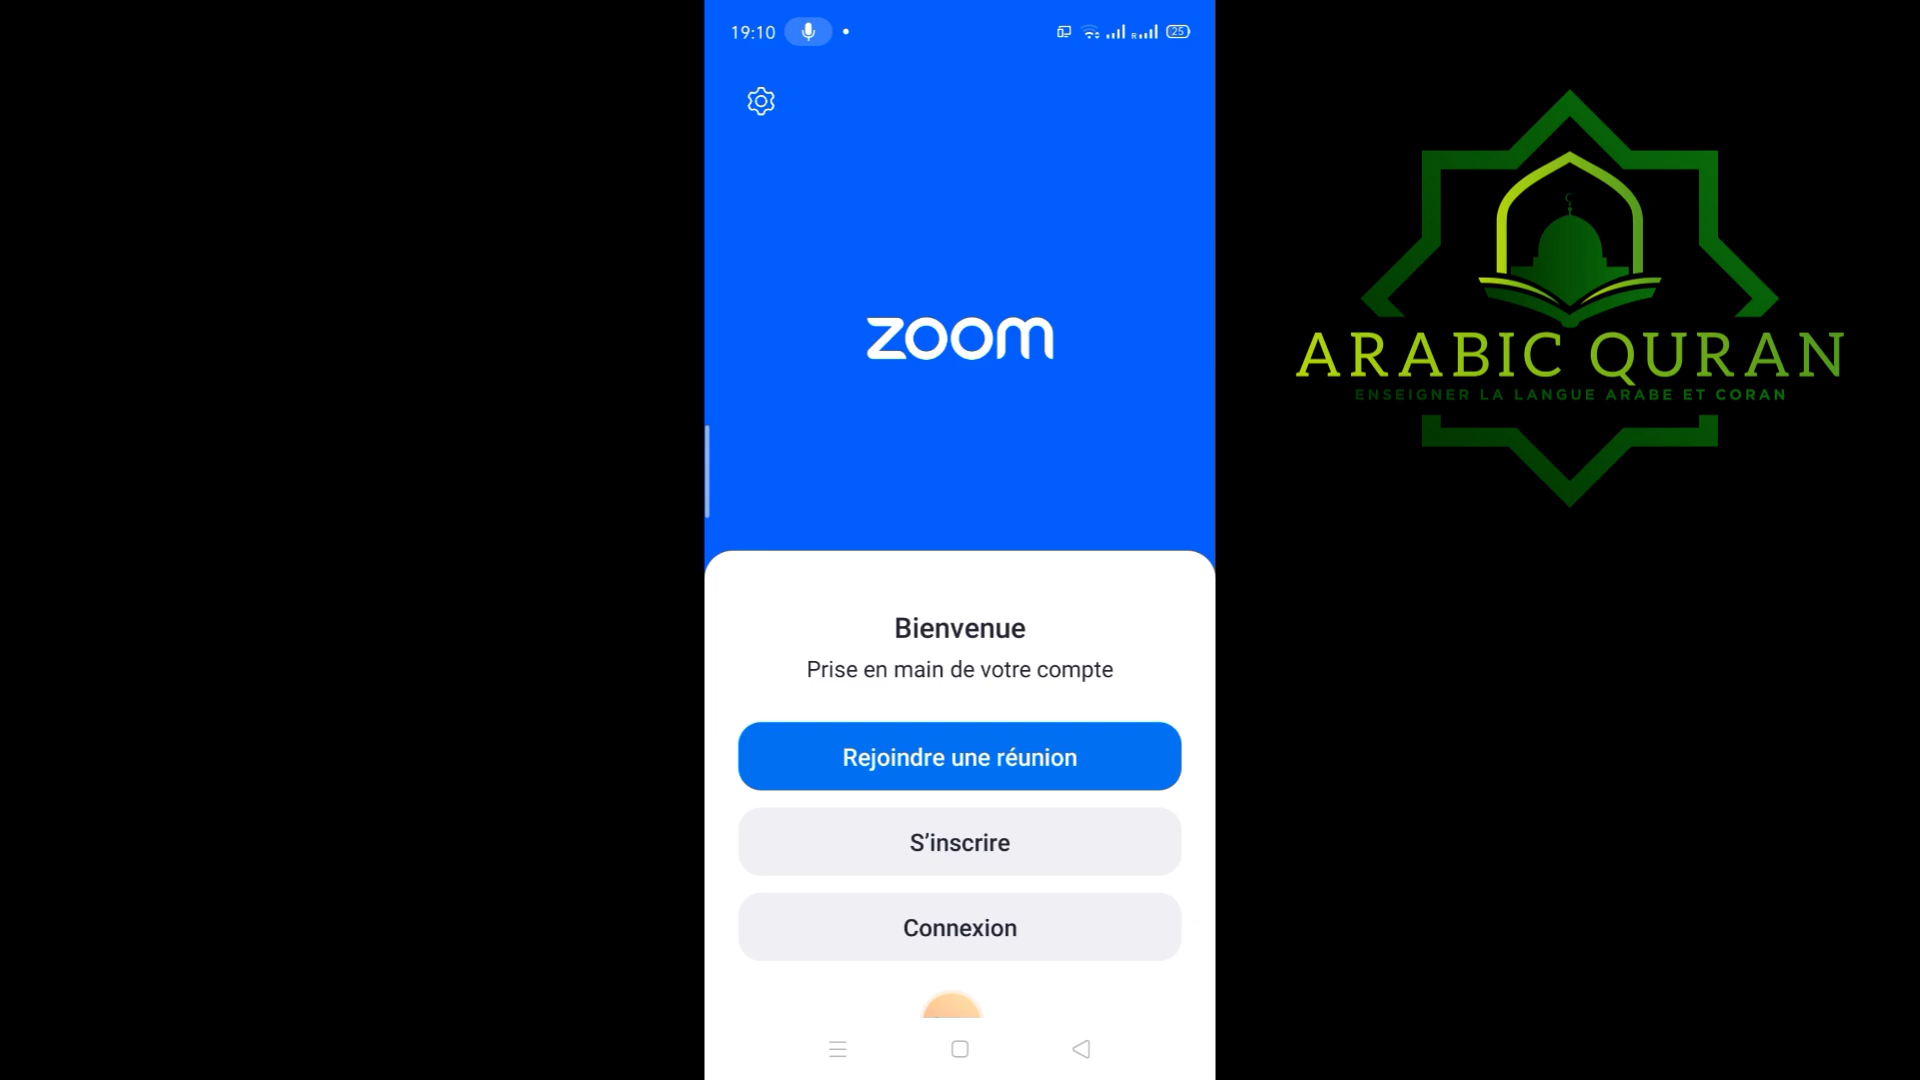 19:10
R
25
zoom
Bienvenue
Prise en main de votre compte
Rejoindre une réunion
S’inscrire
Connexion
ARABIC QURAN
ENSEIGNER LA LANGUE ARABE ET CORAN